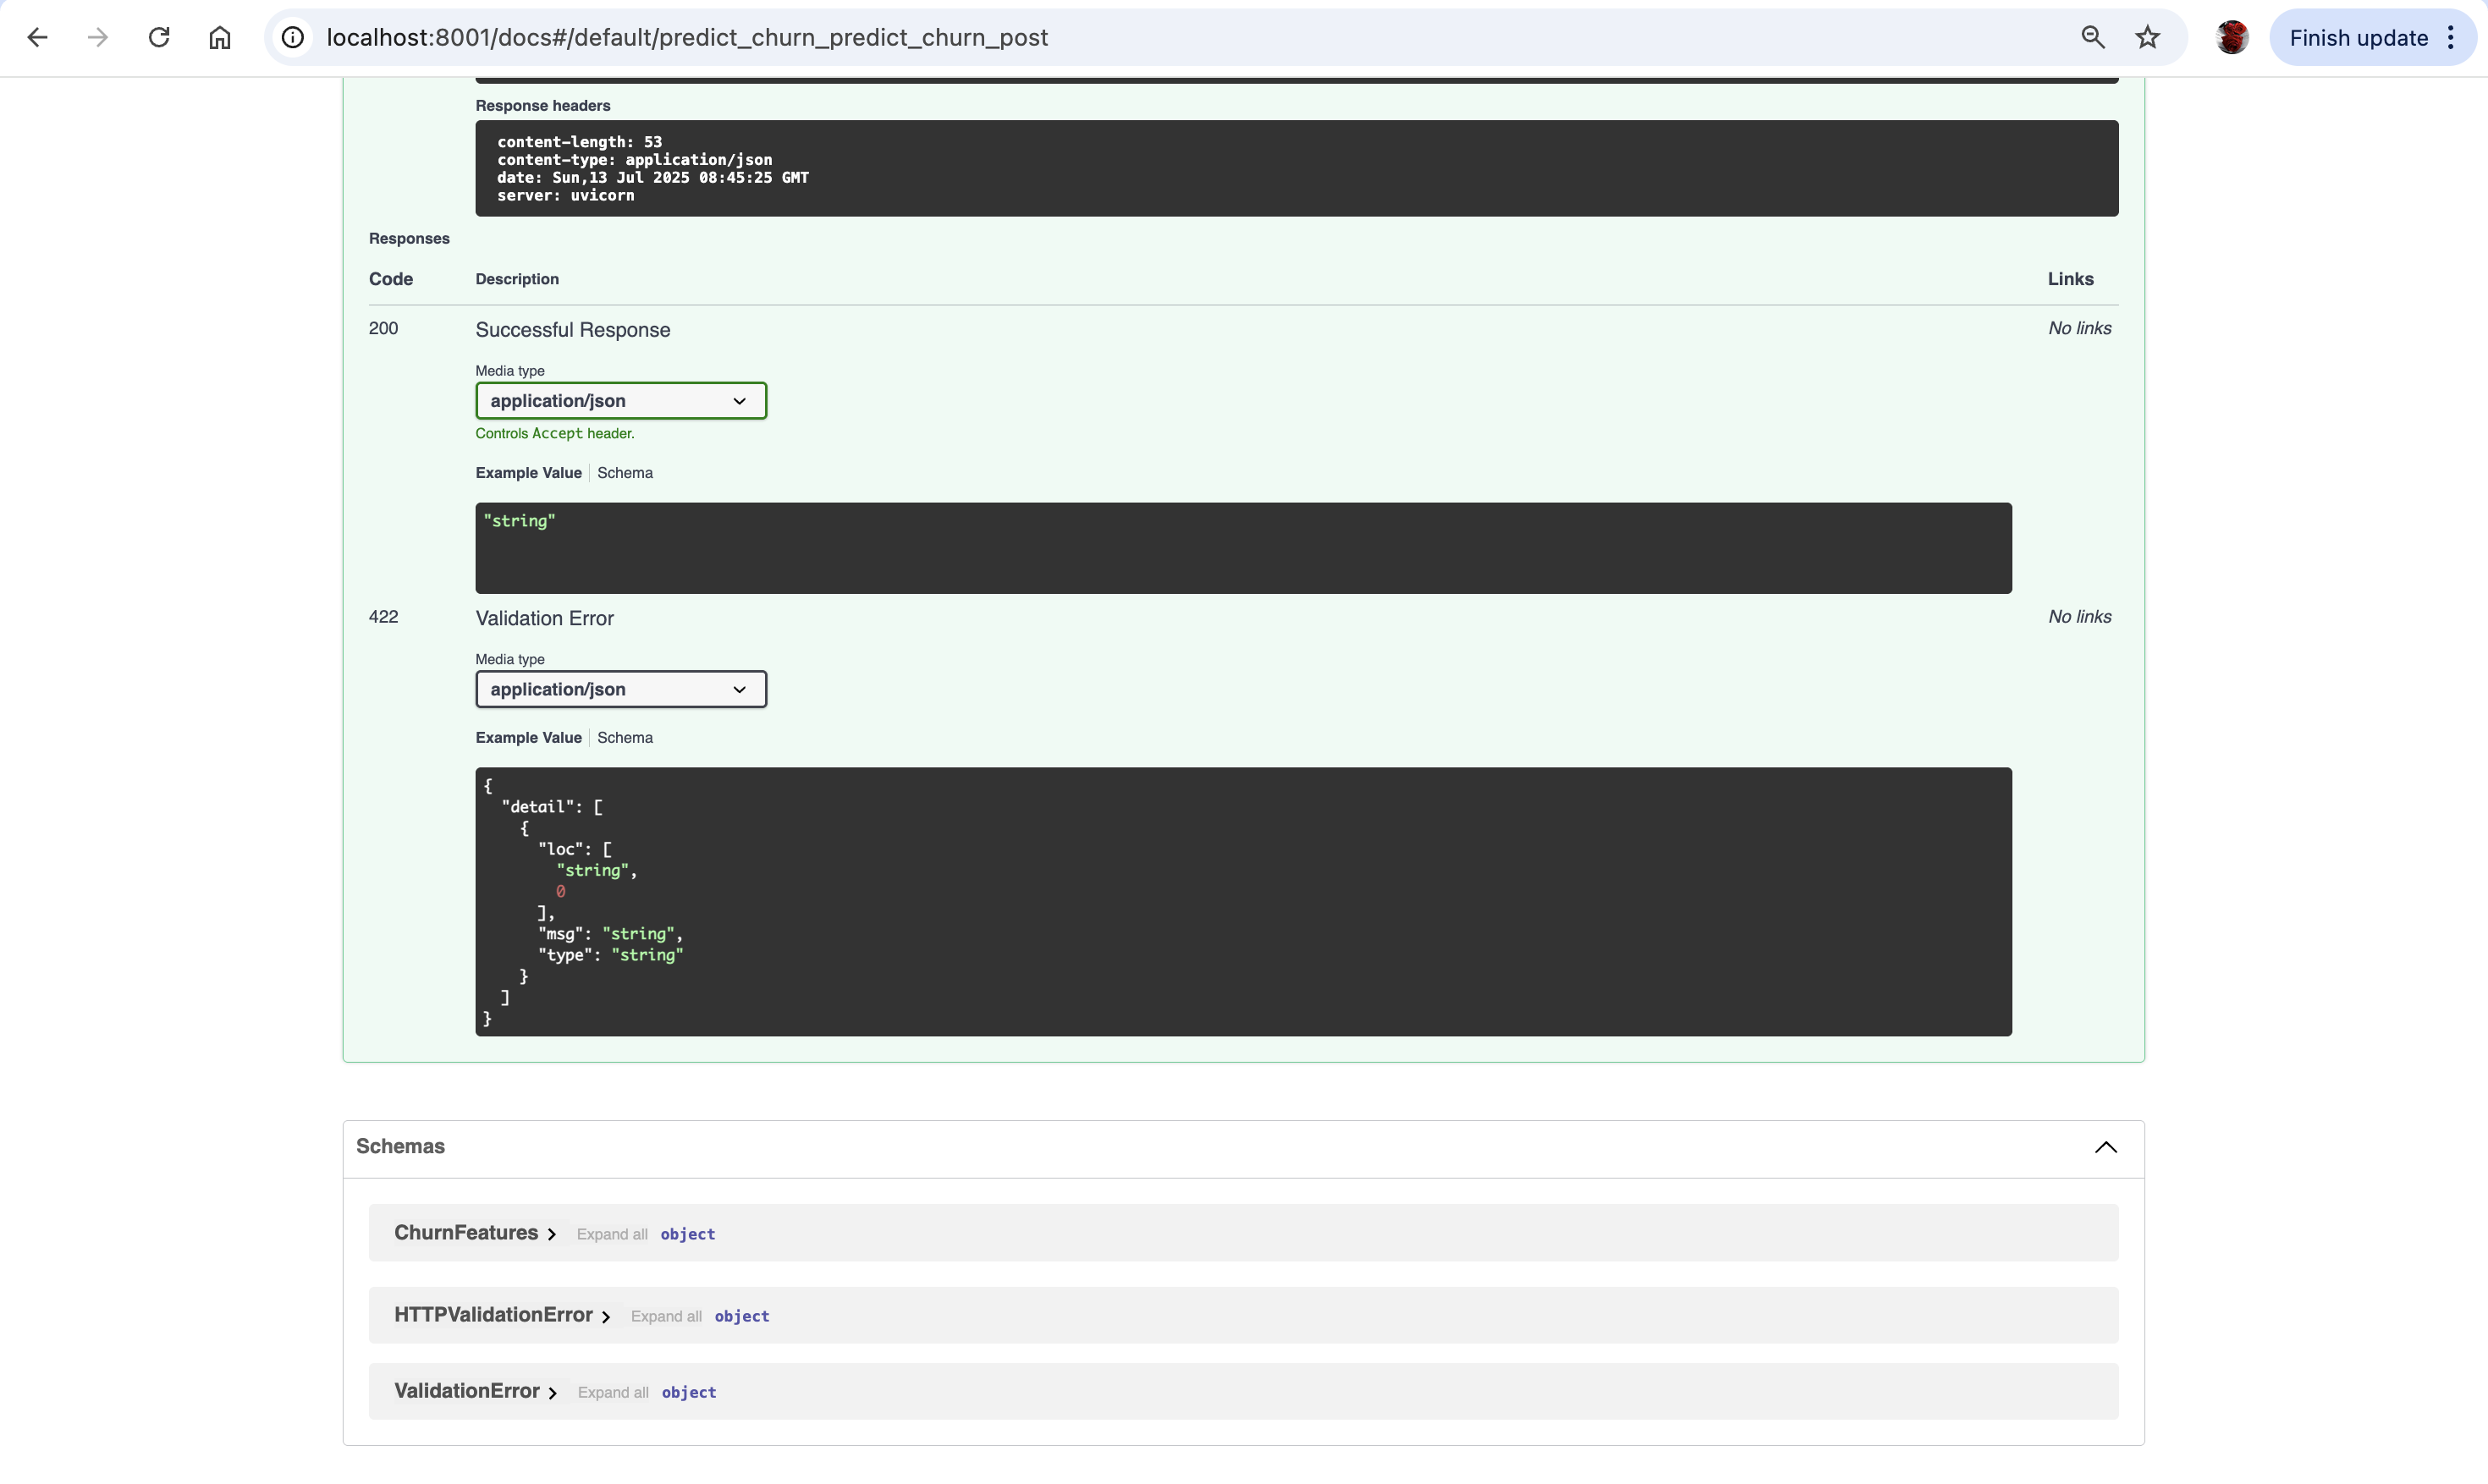 localhost:8001/docs#/default/predict_churn_predict_churn_post
Finish update
Response headers
content-length: 53
content-type: application/json
date: Sun,13 Jul 2025 08:45:25 GMT
server: uvicorn
Responses
Code Description Links
200 Successful Response No links
Media type
application/json
Controls Accept header.
Example Value Schema
"string"
422 Validation Error No links
Media type
application/json
Example Value Schema
{
  "detail": [
    {
      "loc": [
        "string",
        0
      ],
      "msg": "string",
      "type": "string"
    }
  ]
}
Schemas
ChurnFeatures Expand all object
HTTPValidationError Expand all object
ValidationError Expand all object